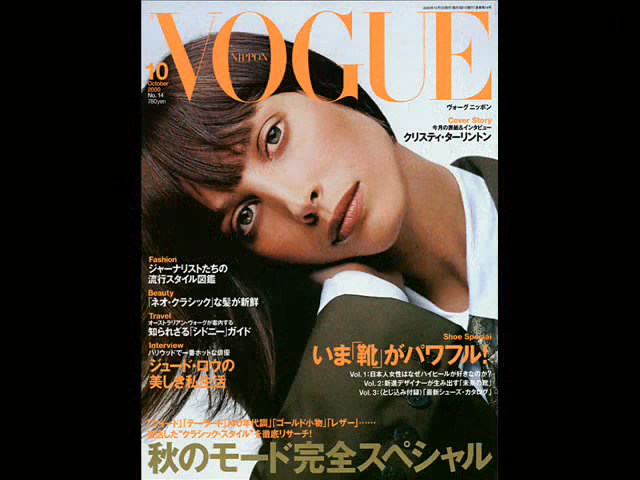 VOGUE
NIPPON
10
October
2000
No. 14
780yen
ヴォーグ ニッポン
Cover Story
今月の表紙&インタビュー
クリスティ・ターリントン
Fashion
ジャーナリストたちの
流行スタイル図鑑
Beauty
「ネオ・クラシック」な髪が新鮮
Travel
オーストラリアン・ヴォーグが案内する
知られざる「シドニー」ガイド
Interview
ハリウッドで一番ホットな俳優
ジュード・ロウの
美しき私生活
Shoe Special
いま「靴」がパワフル!
Vol. 1:日本人女性はなぜハイヒールが好きなのか?
Vol. 2:新進デザイナーが生み出す「未来の靴」
Vol. 3:〈とじ込み付録〉「最新シューズ・カタログ」
「ツイード」「テーラード」「40年代調」「ゴールド小物」「レザー」……
"クラシック・スタイル"を徹底リサーチ!
秋のモード完全スペシャル